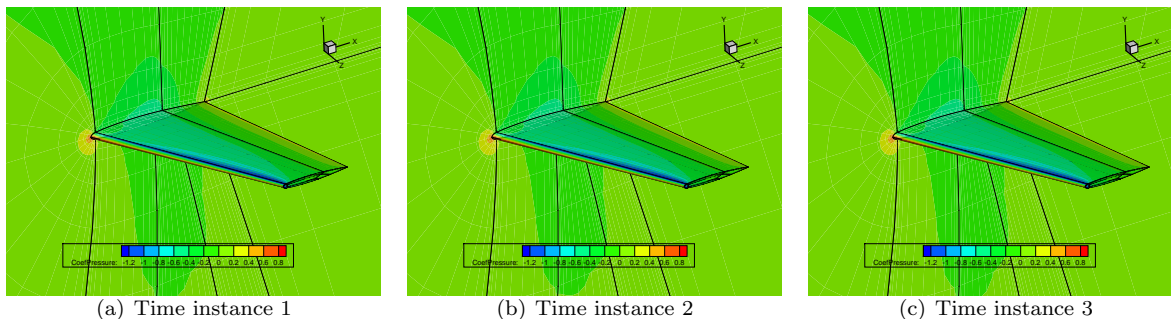 Y
X
Z
CoefPressure: -1.2 -1 -0.8 -0.6 -0.4 -0.2 0 0.2 0.4 0.6 0.8
(a) Time instance 1
Y
X
Z
CoefPressure: -1.2 -1 -0.8 -0.6 -0.4 -0.2 0 0.2 0.4 0.6 0.8
(b) Time instance 2
Y
X
Z
CoefPressure: -1.2 -1 -0.8 -0.6 -0.4 -0.2 0 0.2 0.4 0.6 0.8
(c) Time instance 3